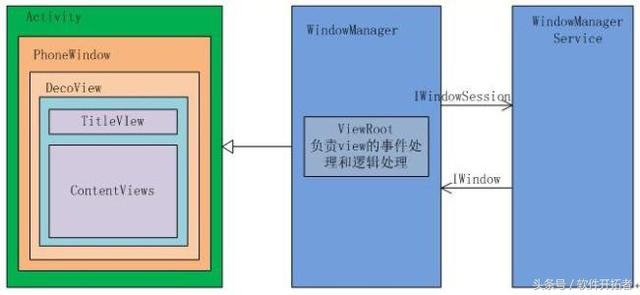 Activity
PhoneWindow
DecoView
TitleVIew
ContentViews
WindowManager
ViewRoot
负责view的事件处
理和逻辑处理
IWindowSession
IWindow
WindowManager
Service
头条号/软件开拓者